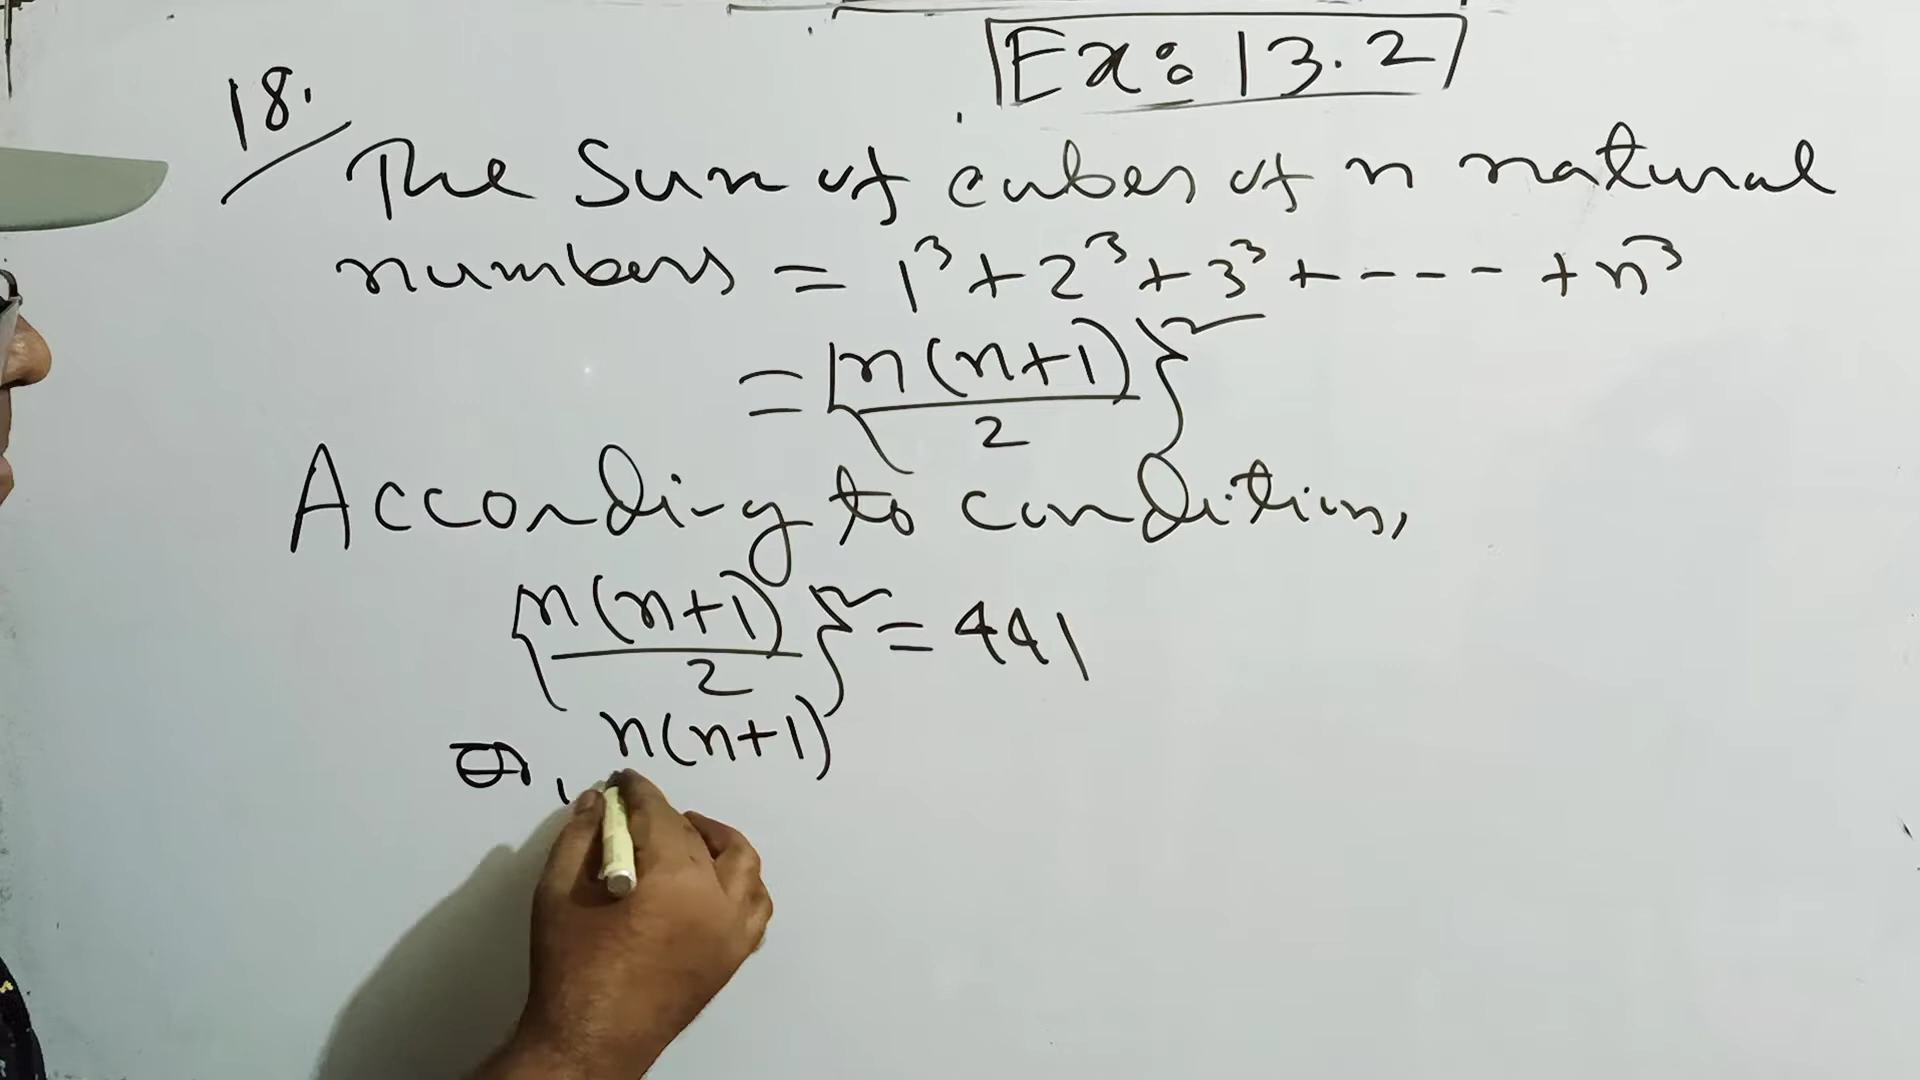 Ex: 13.2
18.
The Sum of cubes of n natural
numbers = 1³ + 2³ + 3³ + ---- + n³
= {n(n+1)/2}²
According to condition,
{n(n+1)/2}² = 441
বা, n(n+1)